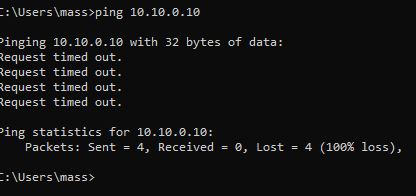 C:\Users\mass>ping 10.10.0.10
Pinging 10.10.0.10 with 32 bytes of data:
Request timed out.
Request timed out.
Request timed out.
Request timed out.
Ping statistics for 10.10.0.10:
    Packets: Sent = 4, Received = 0, Lost = 4 (100% loss),
C:\Users\mass>